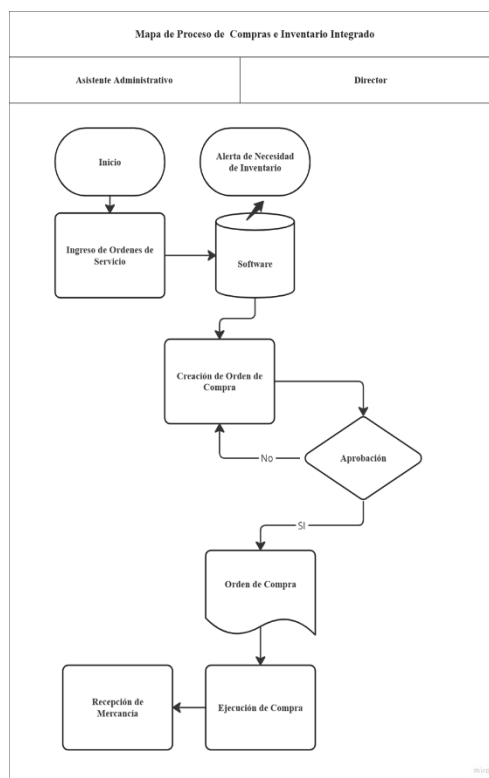 Mapa de Proceso de Compras e Inventario Integrado
Asistente Administrativo
Director
Inicio
Alerta de Necesidad
de Inventario
Ingreso de Ordenes de
Servicio
Software
Creación de Orden de
Compra
Aprobación
No
SI
Orden de Compra
Ejecución de Compra
Recepción de
Mercancía
miro